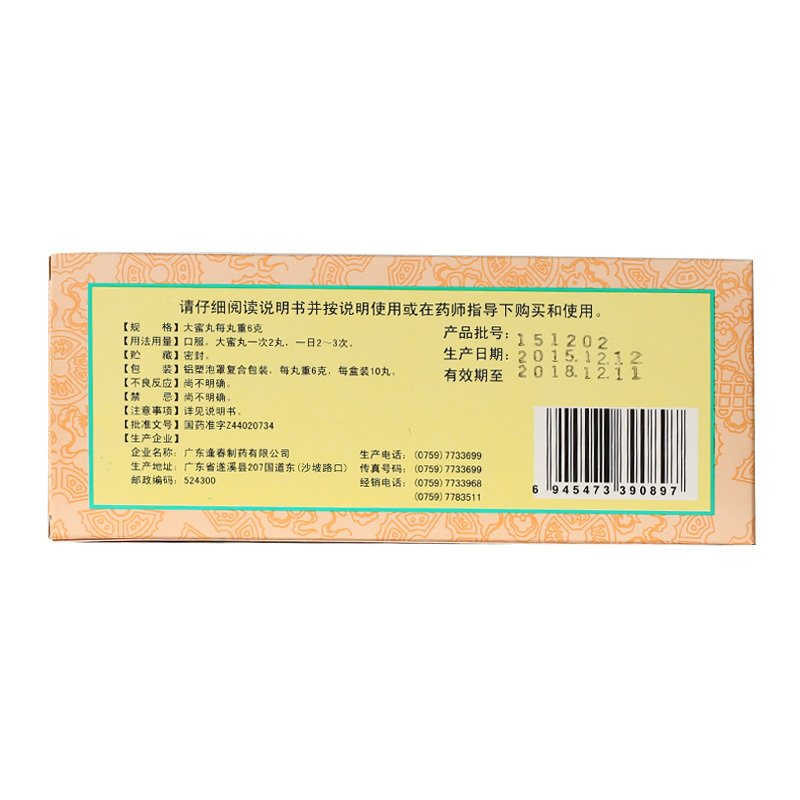 请仔细阅读说明书并按说明使用或在药师指导下购买和使用。
【规　　格】大蜜丸每丸重6克
【用法用量】口服。大蜜丸一次2丸，一日2～3次。
【贮　　藏】密封。
【包　　装】铝塑泡罩复合包装，每丸重6克，每盒装10丸。
【不良反应】尚不明确。
【禁　　忌】尚不明确。
【注意事项】详见说明书。
【批准文号】国药准字Z44020734
【生产企业】
企业名称：广东逢春制药有限公司
生产地址：广东省遂溪县207国道东(沙坡路口)
邮政编码：524300
生产电话：(0759) 7733699
传真号码：(0759) 7733699
经销电话：(0759) 7733968
(0759) 7783511
产品批号：151202
生产日期：2015.12.12
有效期至 2018.12.11
6 945473 390897